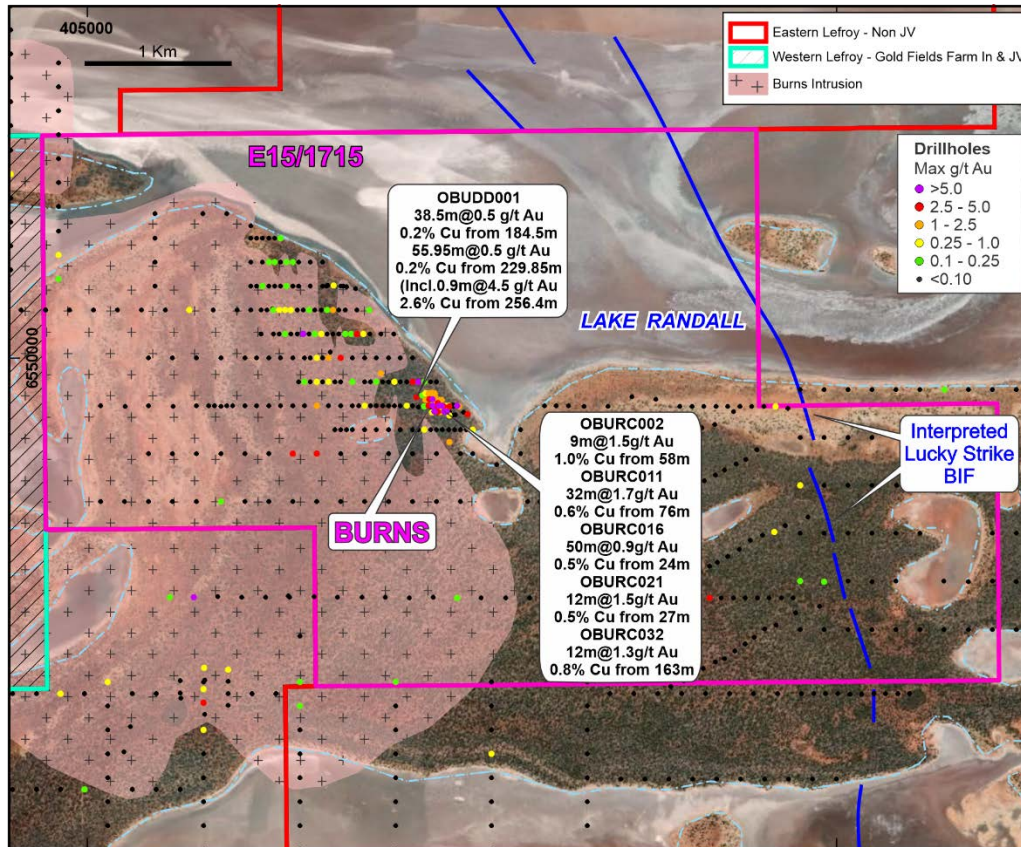 405000
1 Km
Eastern Lefroy - Non JV
Western Lefroy - Gold Fields Farm In & JV
Burns Intrusion
E15/1715
Drillholes
Max g/t Au
>5.0
2.5 - 5.0
1 - 2.5
0.25 - 1.0
0.1 - 0.25
<0.10
OBUDD001
38.5m@0.5 g/t Au
0.2% Cu from 184.5m
55.95m@0.5 g/t Au
0.2% Cu from 229.85m
(Incl.0.9m@4.5 g/t Au
2.6% Cu from 256.4m
LAKE RANDALL
6550000
OBURC002
9m@1.5g/t Au
1.0% Cu from 58m
OBURC011
32m@1.7g/t Au
0.6% Cu from 76m
OBURC016
50m@0.9g/t Au
0.5% Cu from 24m
OBURC021
12m@1.5g/t Au
0.5% Cu from 27m
OBURC032
12m@1.3g/t Au
0.8% Cu from 163m
Interpreted
Lucky Strike
BIF
BURNS